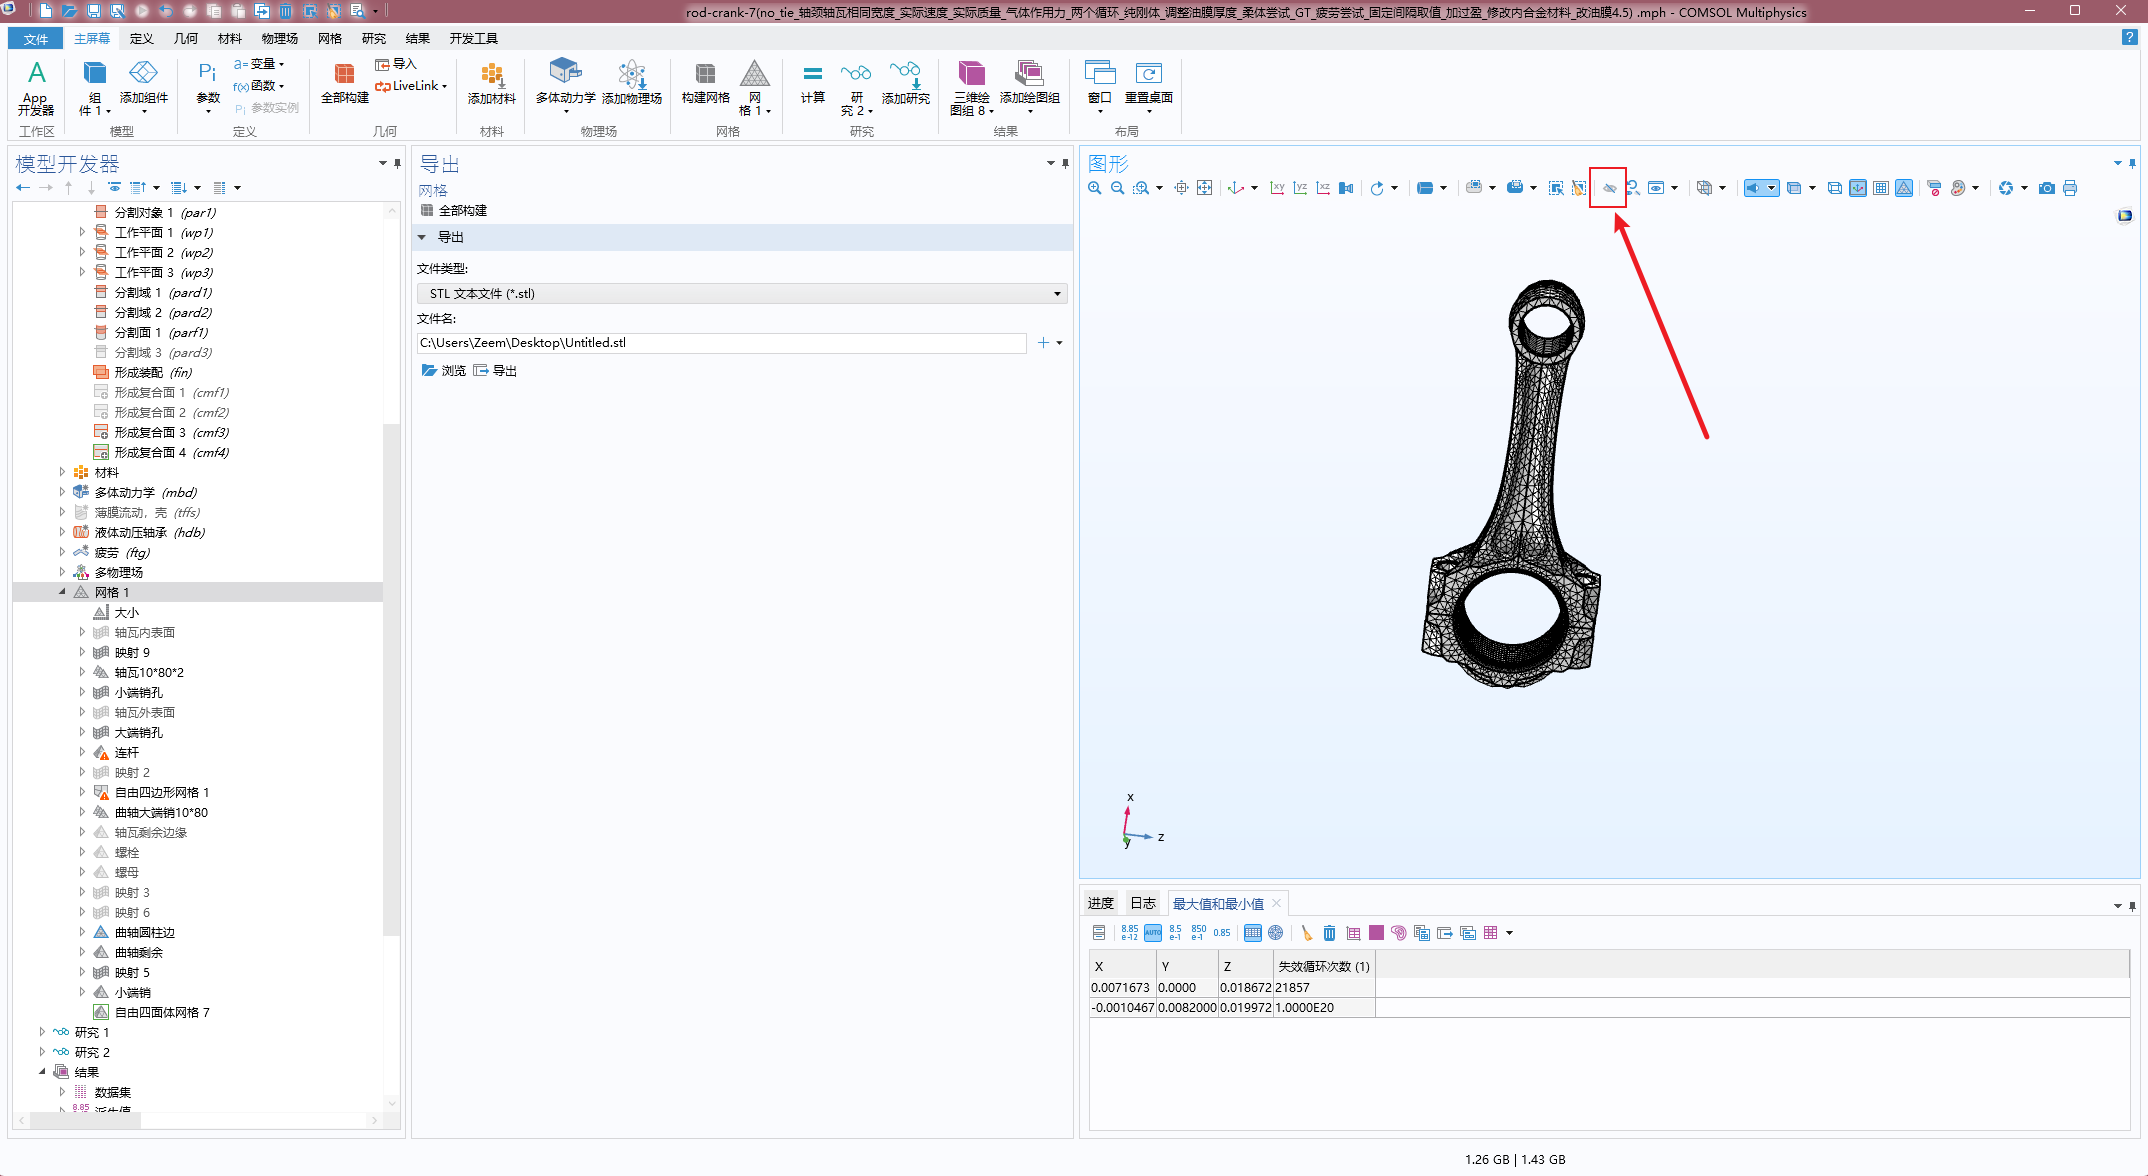 rod-crank-7(no_tie_轴颈轴瓦相同宽度_实际速度_实际质量_气体作用力_两个循环_纯刚体_调整油膜厚度_柔体尝试_GT_疲劳尝试_固定间隔取值_加过盈_修改内合金材料_改油膜4.5) .mph - COMSOL Multiphysics
文件 主屏幕 定义 几何 材料 物理场 网格 研究 结果 开发工具
A
App
开发器
工作区
组
件 1
添加组件
模型
Pi
参数
a= 变量
f(x) 函数
Pi 参数实例
定义
全部构建
导入
LiveLink
几何
添加材料
材料
多体动力学
添加物理场
物理场
构建网格
网
格 1
网格
计算
研
究 2
添加研究
研究
三维绘
图组 8
添加绘图组
结果
窗口
重置桌面
布局
模型开发器
分割对象 1 (par1)
工作平面 1 (wp1)
工作平面 2 (wp2)
工作平面 3 (wp3)
分割域 1 (pard1)
分割域 2 (pard2)
分割面 1 (parf1)
分割域 3 (pard3)
形成装配 (fin)
形成复合面 1 (cmf1)
形成复合面 2 (cmf2)
形成复合面 3 (cmf3)
形成复合面 4 (cmf4)
材料
多体动力学 (mbd)
薄膜流动，壳 (tffs)
液体动压轴承 (hdb)
疲劳 (ftg)
多物理场
网格 1
大小
轴瓦内表面
映射 9
轴瓦10*80*2
小端销孔
轴瓦外表面
大端销孔
连杆
映射 2
自由四边形网格 1
曲轴大端销10*80
轴瓦剩余边缘
螺栓
螺母
映射 3
映射 6
曲轴圆柱边
曲轴剩余
映射 5
小端销
自由四面体网格 7
研究 1
研究 2
结果
数据集
8.85 派生值
导出
网格
全部构建
导出
文件类型:
STL 文本文件 (*.stl)
文件名:
C:\Users\Zeem\Desktop\Untitled.stl
浏览 导出
图形
xy yz xz
x
z
y
进度 日志 最大值和最小值
8.85
e-12
AUTO
8.5
e-1
850
e-1
0.85
X Y Z 失效循环次数 (1)
0.0071673 0.0000 0.018672 21857
-0.0010467 0.0082000 0.019972 1.0000E20
1.26 GB | 1.43 GB